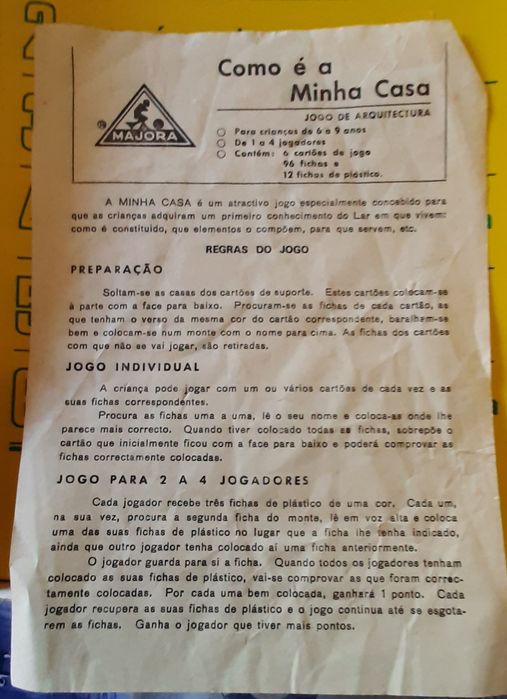 Como é a
Minha Casa
JOGO DE ARQUITECTURA
MAJORA
Para crianças de 6 a 9 anos
De 1 a 4 jogadores
Contém: 6 cartões de jogo
96 fichas e
12 fichas de plástico.
A MINHA CASA é um atractivo jogo especialmente concebido para
que as crianças adquiram um primeiro conhecimento do Lar em que vivem:
como é constituído, que elementos o compõem, para que servem, etc.
REGRAS DO JOGO
PREPARAÇÃO
Soltam-se as casas dos cartões de suporte. Estes cartões colocam-se
à parte com a face para baixo. Procuram-se as fichas de cada cartão, as
que tenham o verso da mesma cor do cartão correspondente, baralham-se
bem e colocam-se num monte com o nome para cima. As fichas dos cartões
com que não se vai jogar, são retiradas.
JOGO INDIVIDUAL
A criança pode jogar com um ou vários cartões de cada vez e as
suas fichas correspondentes.
Procura as fichas uma a uma, lê o seu nome e coloca-as onde lhe
parece mais correcto. Quando tiver colocado todas as fichas, sobrepõe o
cartão que inicialmente ficou com a face para baixo e poderá comprovar as
fichas correctamente colocadas.
JOGO PARA 2 A 4 JOGADORES
Cada jogador recebe três fichas de plástico de uma cor. Cada um,
na sua vez, procura a segunda ficha do monte, lê em voz alta e coloca
uma das suas fichas de plástico no lugar que a ficha lhe tenha indicado,
ainda que outro jogador tenha colocado aí uma ficha anteriormente.
O jogador guarda para si a ficha. Quando todos os jogadores tenham
colocado as suas fichas de plástico, vai-se comprovar as que foram correc-
tamente colocadas. Por cada uma bem colocada, ganhará 1 ponto. Cada
jogador recupera as suas fichas de plástico e o jogo continua até se esgota-
rem as fichas. Ganha o jogador que tiver mais pontos.